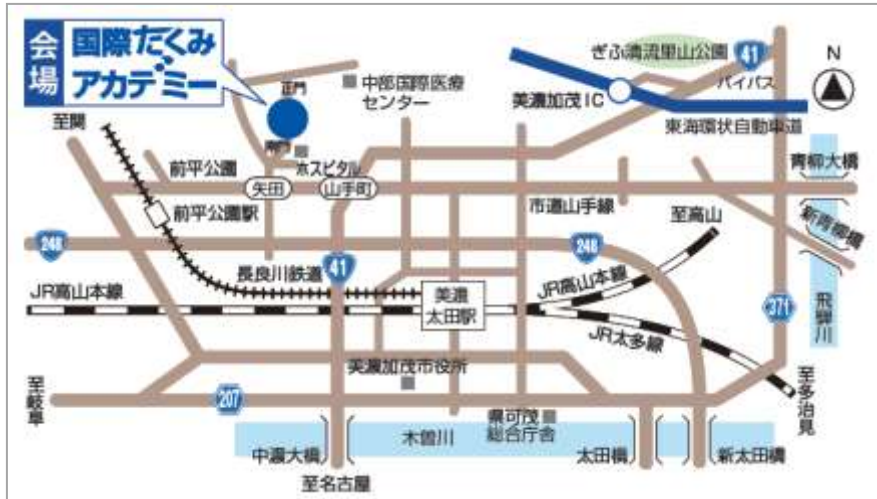 会場
国際たくみ
アカデミー
正門
中部国際医療
センター
ぎふ清流里山公園
41
バイパス
N
美濃加茂IC
東海環状自動車道
至関
南門
ホスピタル
前平公園
矢田
山手町
青柳大橋
市道山手線
新青柳橋
前平公園駅
至高山
248
248
長良川鉄道
41
JR高山本線
美濃
太田駅
JR高山本線
371
飛騨川
JR太多線
美濃加茂市役所
至岐阜
207
至多治見
県可茂
総合庁舎
木曽川
中濃大橋
太田橋
新太田橋
至名古屋